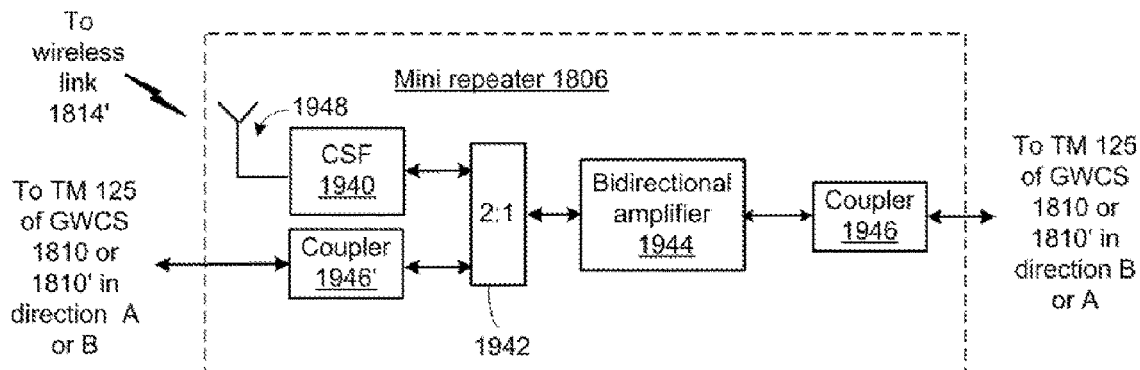 To
wireless
link
1814'
Mini repeater 1806
1948
CSF
1940
To TM 125
of GWCS
1810 or
1810' in
direction A
or B
Coupler
1946'
2:1
1942
Bidirectional
amplifier
1944
Coupler
1946
To TM 125
of GWCS
1810 or
1810' in
direction B
or A